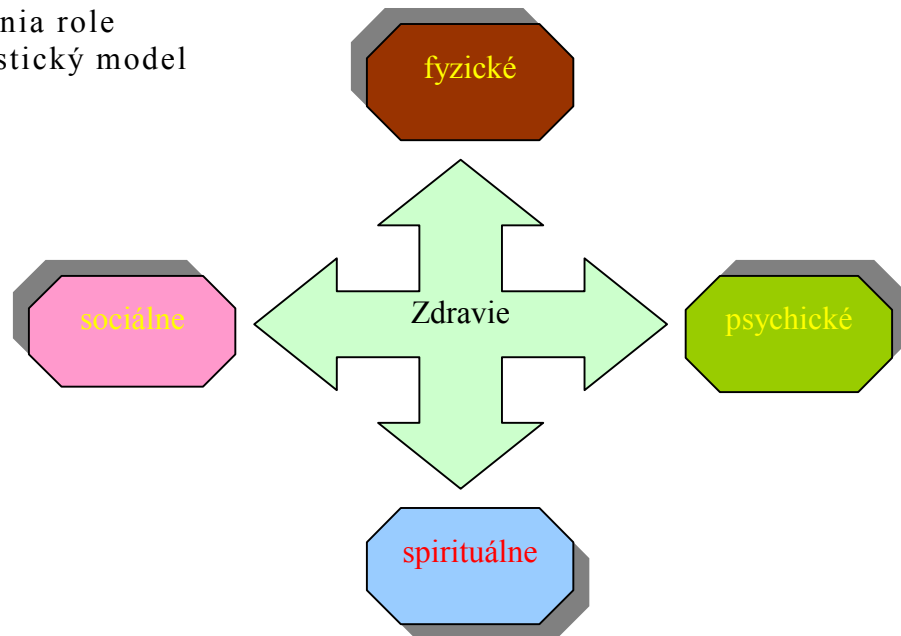 nia role
stický model
fyzické
sociálne
Zdravie
psychické
spirituálne